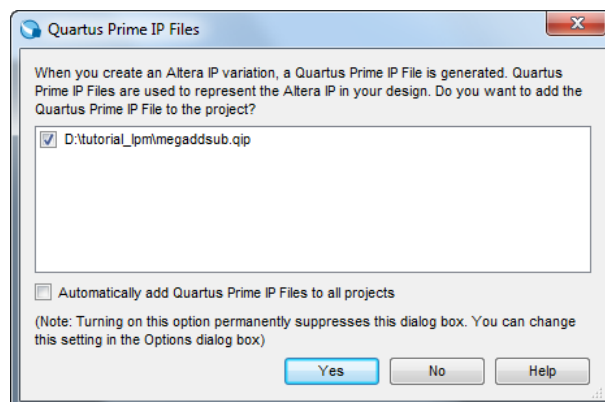 Quartus Prime IP Files
When you create an Altera IP variation, a Quartus Prime IP File is generated. Quartus
Prime IP Files are used to represent the Altera IP in your design. Do you want to add the
Quartus Prime IP File to the project?
D:\tutorial_lpm\megaddsub.qip
Automatically add Quartus Prime IP Files to all projects
(Note: Turning on this option permanently suppresses this dialog box. You can change
this setting in the Options dialog box)
Yes No Help